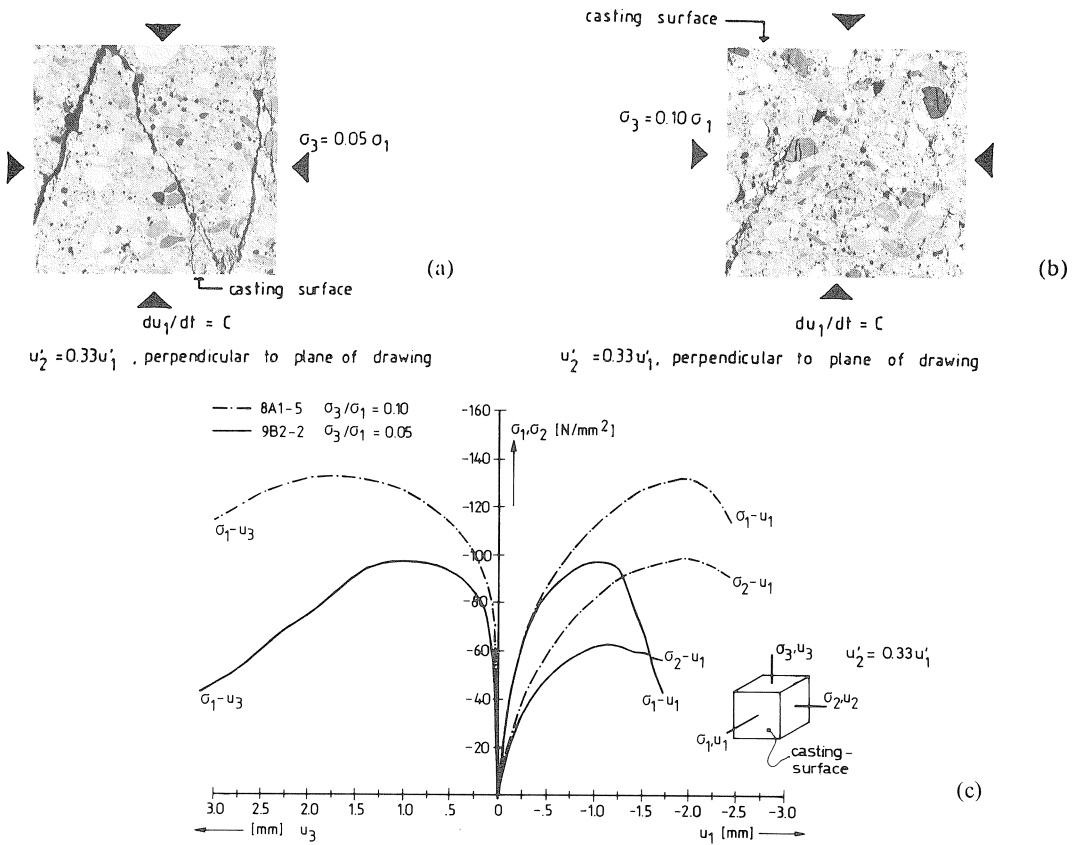 casting surface
σ3 = 0.05 σ1
σ3 = 0.10 σ1
(a)
(b)
casting surface
du1/dt = C
du1/dt = C
u'2 = 0.33u'1 , perpendicular to plane of drawing
u'2 = 0.33u'1, perpendicular to plane of drawing
8A1-5 σ3/σ1 = 0.10
9B2-2 σ3/σ1 = 0.05
σ1,σ2 [N/mm2]
-160
-140
-120
-100
-80
-60
-40
-20
σ1-u3
σ1-u3
σ1-u1
σ2-u1
σ2-u1
σ1-u1
σ3,u3
u'2 = 0.33u'1
σ2,u2
σ1,u1
casting-
surface
(c)
3.0 2.5 2.0 1.5 1.0 .5 0 -.5 -1.0 -1.5 -2.0 -2.5 -3.0
[mm] u3
u1 [mm]